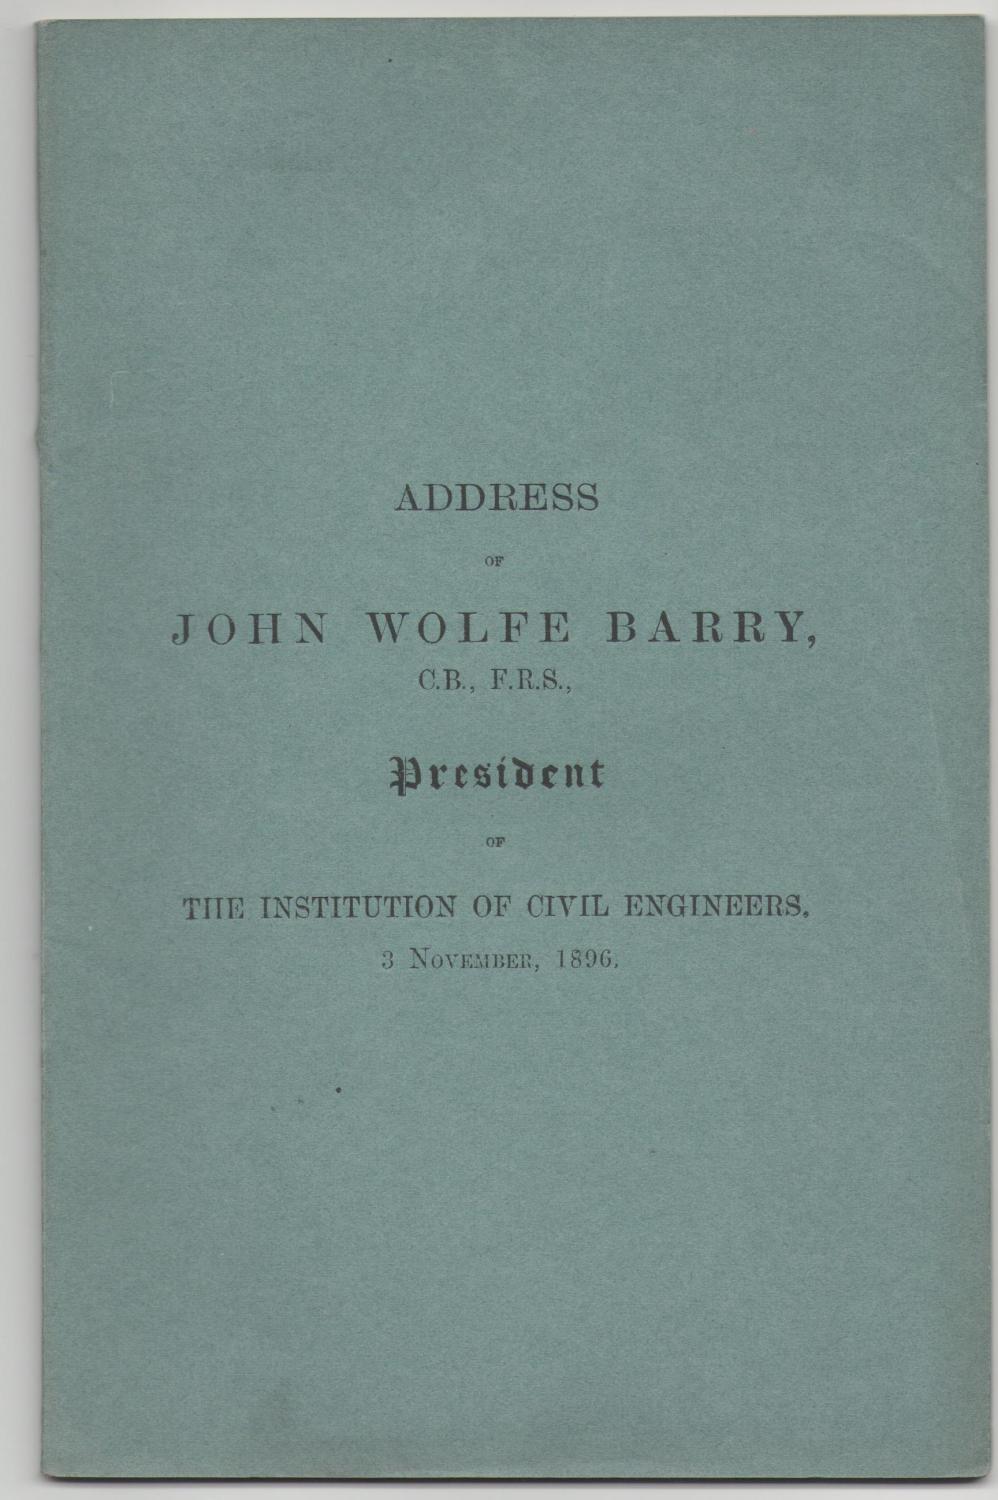 ADDRESS
OF
JOHN WOLFE BARRY,
C.B., F.R.S.,
President
OF
THE INSTITUTION OF CIVIL ENGINEERS,
3 NOVEMBER, 1896.